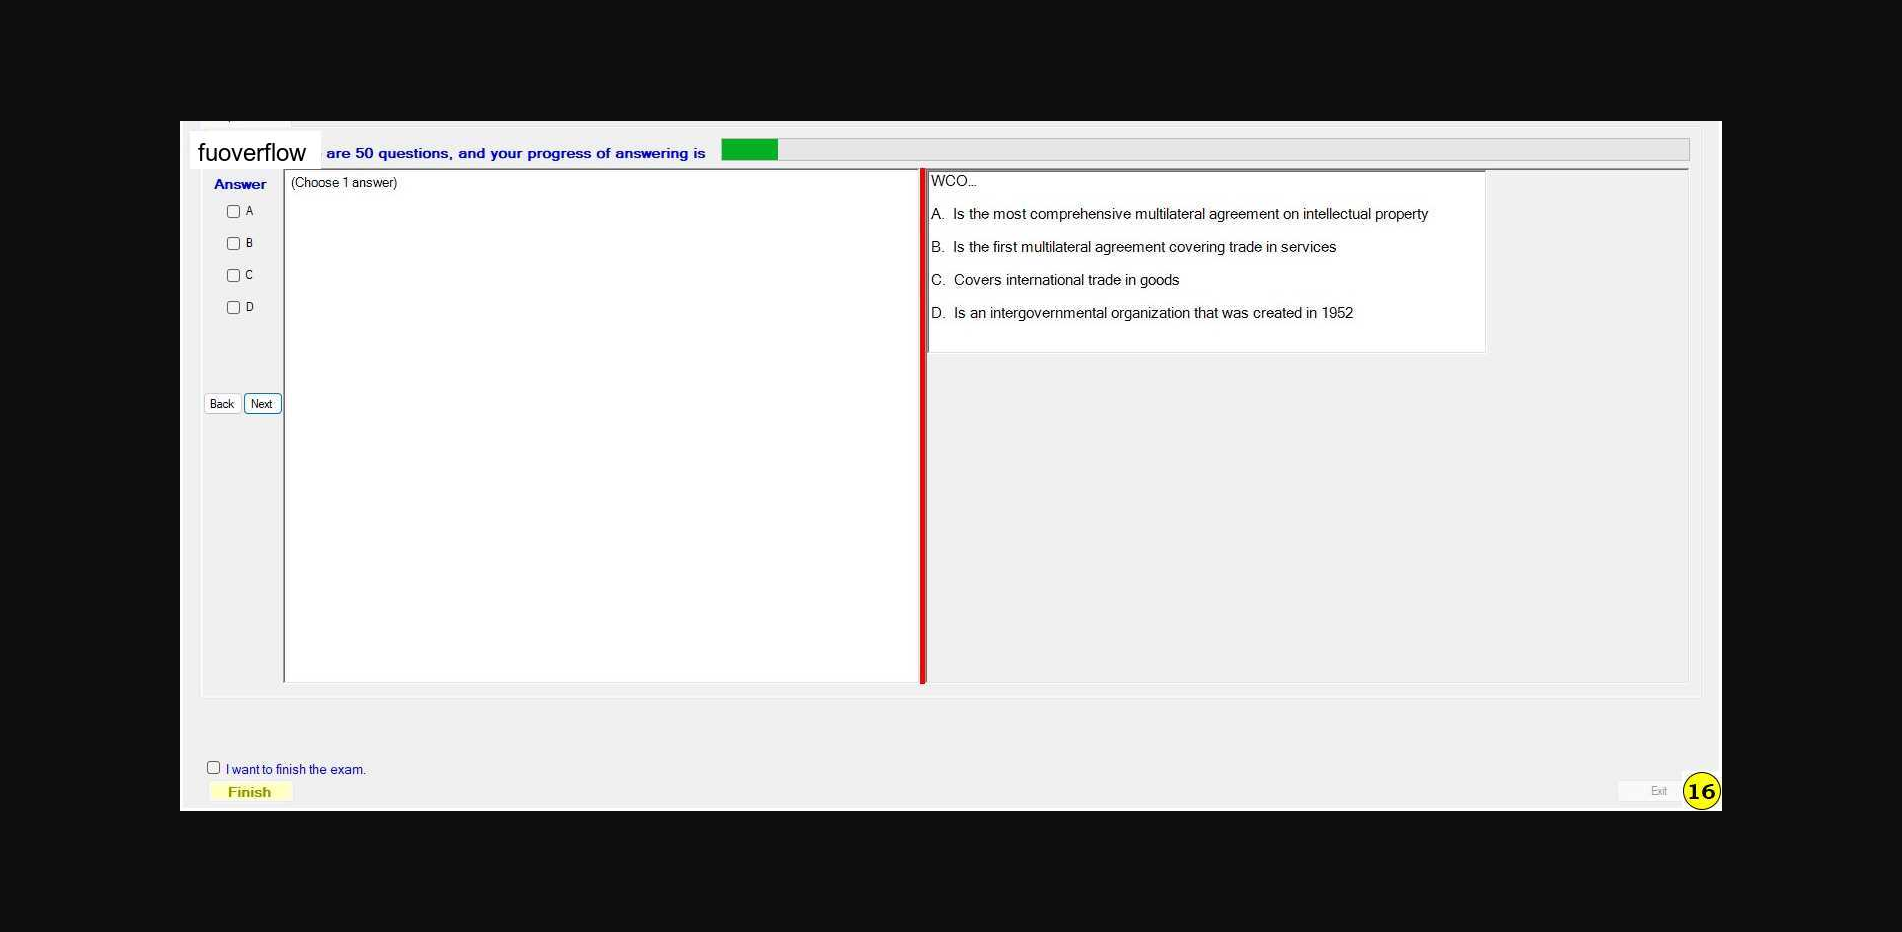 fuoverflow are 50 questions, and your progress of answering is
Answer
(Choose 1 answer)
A
B
C
D
Back Next
WCO...
A. Is the most comprehensive multilateral agreement on intellectual property
B. Is the first multilateral agreement covering trade in services
C. Covers international trade in goods
D. Is an intergovernmental organization that was created in 1952
I want to finish the exam.
Finish
Exit
16